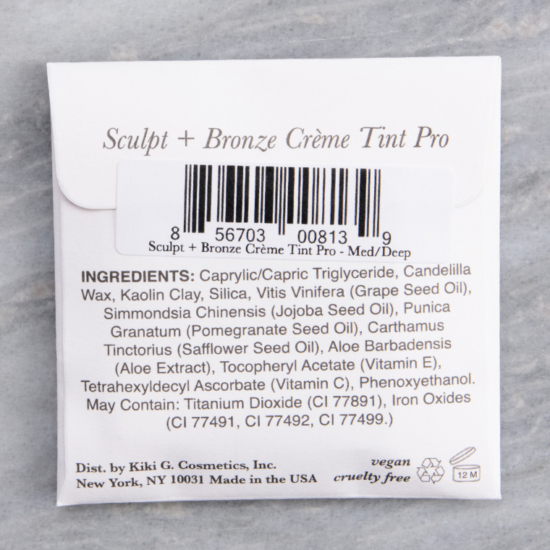 Sculpt + Bronze Crème Tint Pro
8 56703 00813 9
Sculpt + Bronze Crème Tint Pro - Med/Deep
INGREDIENTS: Caprylic/Capric Triglyceride, Candelilla
Wax, Kaolin Clay, Silica, Vitis Vinifera (Grape Seed Oil),
Simmondsia Chinensis (Jojoba Seed Oil), Punica
Granatum (Pomegranate Seed Oil), Carthamus
Tinctorius (Safflower Seed Oil), Aloe Barbadensis
(Aloe Extract), Tocopheryl Acetate (Vitamin E),
Tetrahexyldecyl Ascorbate (Vitamin C), Phenoxyethanol.
May Contain: Titanium Dioxide (CI 77891), Iron Oxides
(CI 77491, CI 77492, CI 77499.)
Dist. by Kiki G. Cosmetics, Inc.
New York, NY 10031 Made in the USA
vegan
cruelty free
12 M